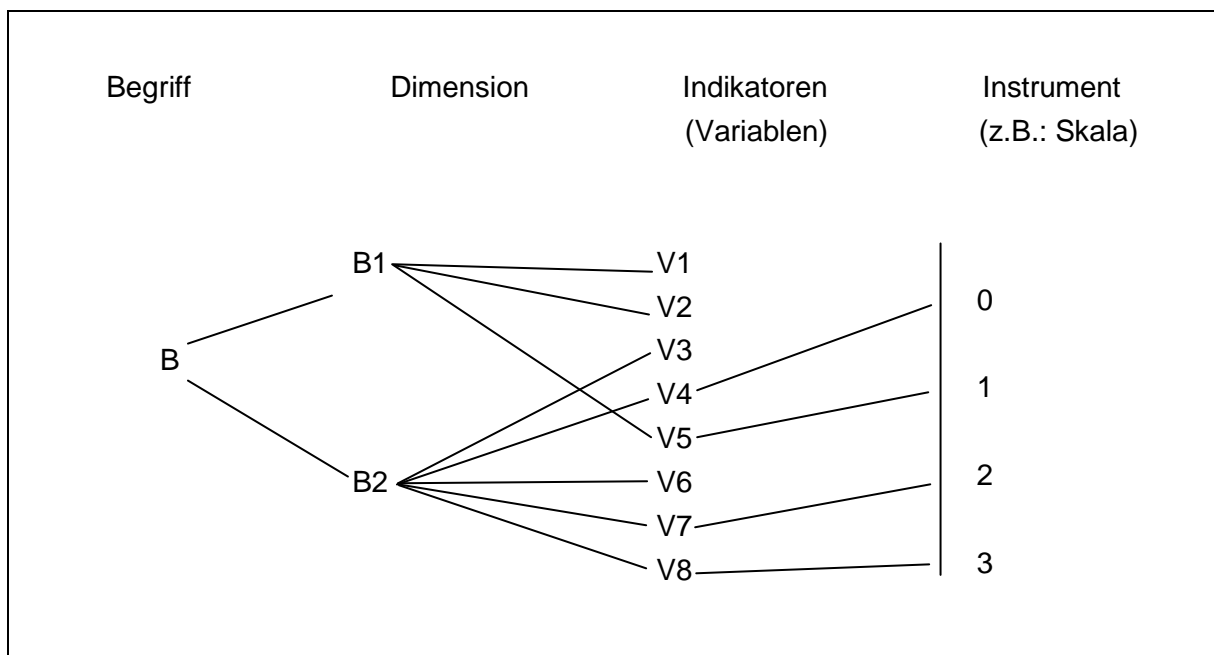 Begriff Dimension Indikatoren Instrument
(Variablen) (z.B.: Skala)
B1 V1
V2 0
V3
B V4 1
V5
B2 V6 2
V7
V8 3